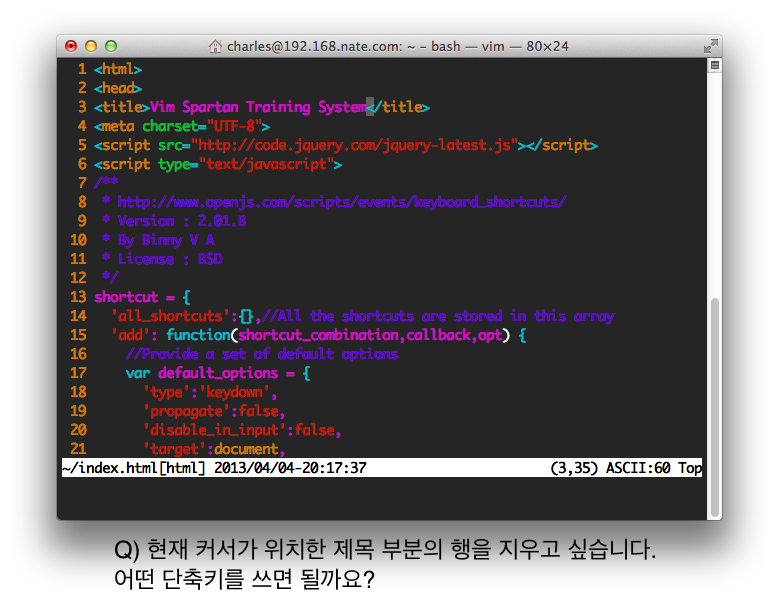 charles@192.168.nate.com: ~ – bash — vim — 80×24
1 <html>
2 <head>
3 <title>Vim Spartan Training System</title>
4 <meta charset="UTF-8">
5 <script src="http://code.jquery.com/jquery-latest.js"></script>
6 <script type="text/javascript">
7 /**
8  * http://www.openjs.com/scripts/events/keyboard_shortcuts/
9  * Version : 2.01.B
10  * By Binny V A
11  * License : BSD
12  */
13 shortcut = {
14   'all_shortcuts':{},//All the shortcuts are stored in this array
15   'add': function(shortcut_combination,callback,opt) {
16     //Provide a set of default options
17     var default_options = {
18       'type':'keydown',
19       'propagate':false,
20       'disable_in_input':false,
21       'target':document,
~/index.html[html] 2013/04/04-20:17:37 (3,35) ASCII:60 Top
Q) 현재 커서가 위치한 제목 부분의 행을 지우고 싶습니다.
어떤 단축키를 쓰면 될까요?